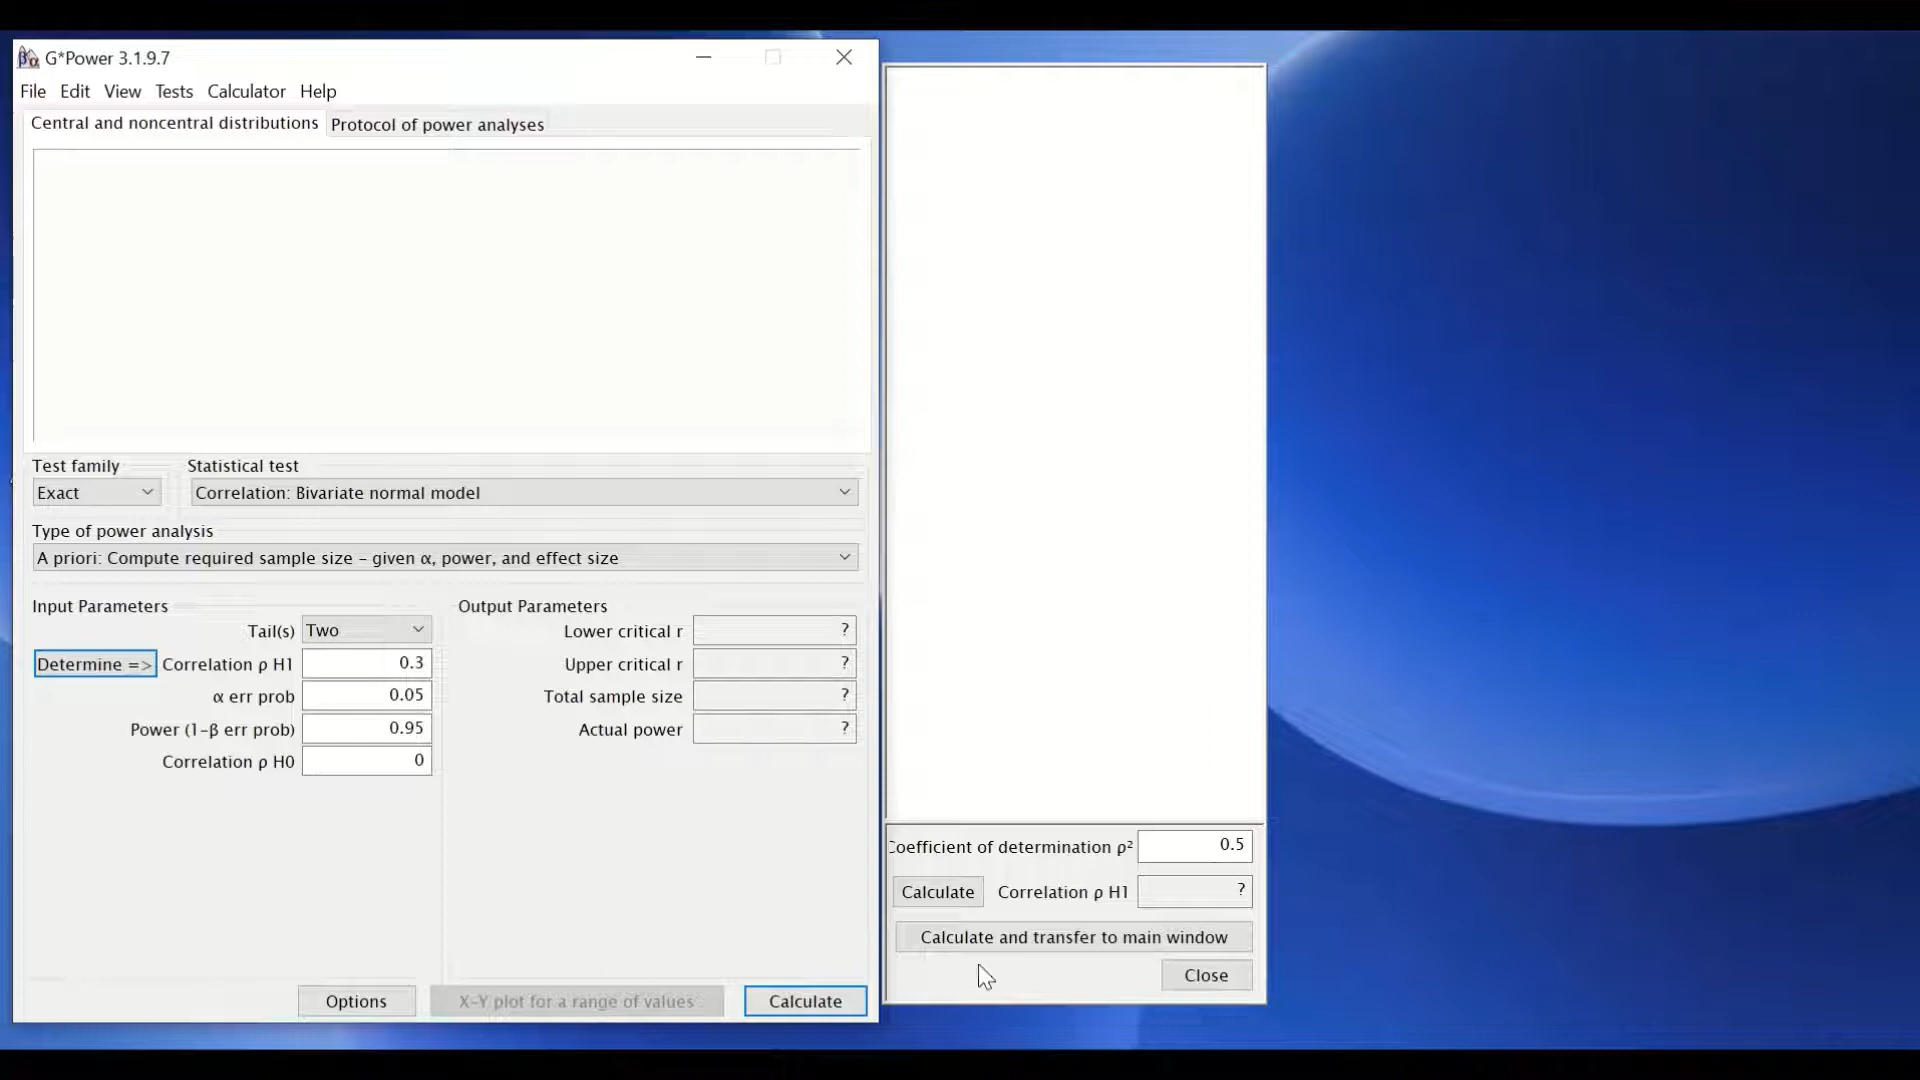 G*Power 3.1.9.7
File Edit View Tests Calculator Help
Central and noncentral distributions Protocol of power analyses
Test family Statistical test
Exact Correlation: Bivariate normal model
Type of power analysis
A priori: Compute required sample size – given α, power, and effect size
Input Parameters Output Parameters
Tail(s) Two Lower critical r ?
Determine => Correlation ρ H1 0.3 Upper critical r ?
α err prob 0.05 Total sample size ?
Power (1-β err prob) 0.95 Actual power ?
Correlation ρ H0 0
Coefficient of determination ρ² 0.5
Calculate Correlation ρ H1 ?
Calculate and transfer to main window
Close
Options X-Y plot for a range of values Calculate